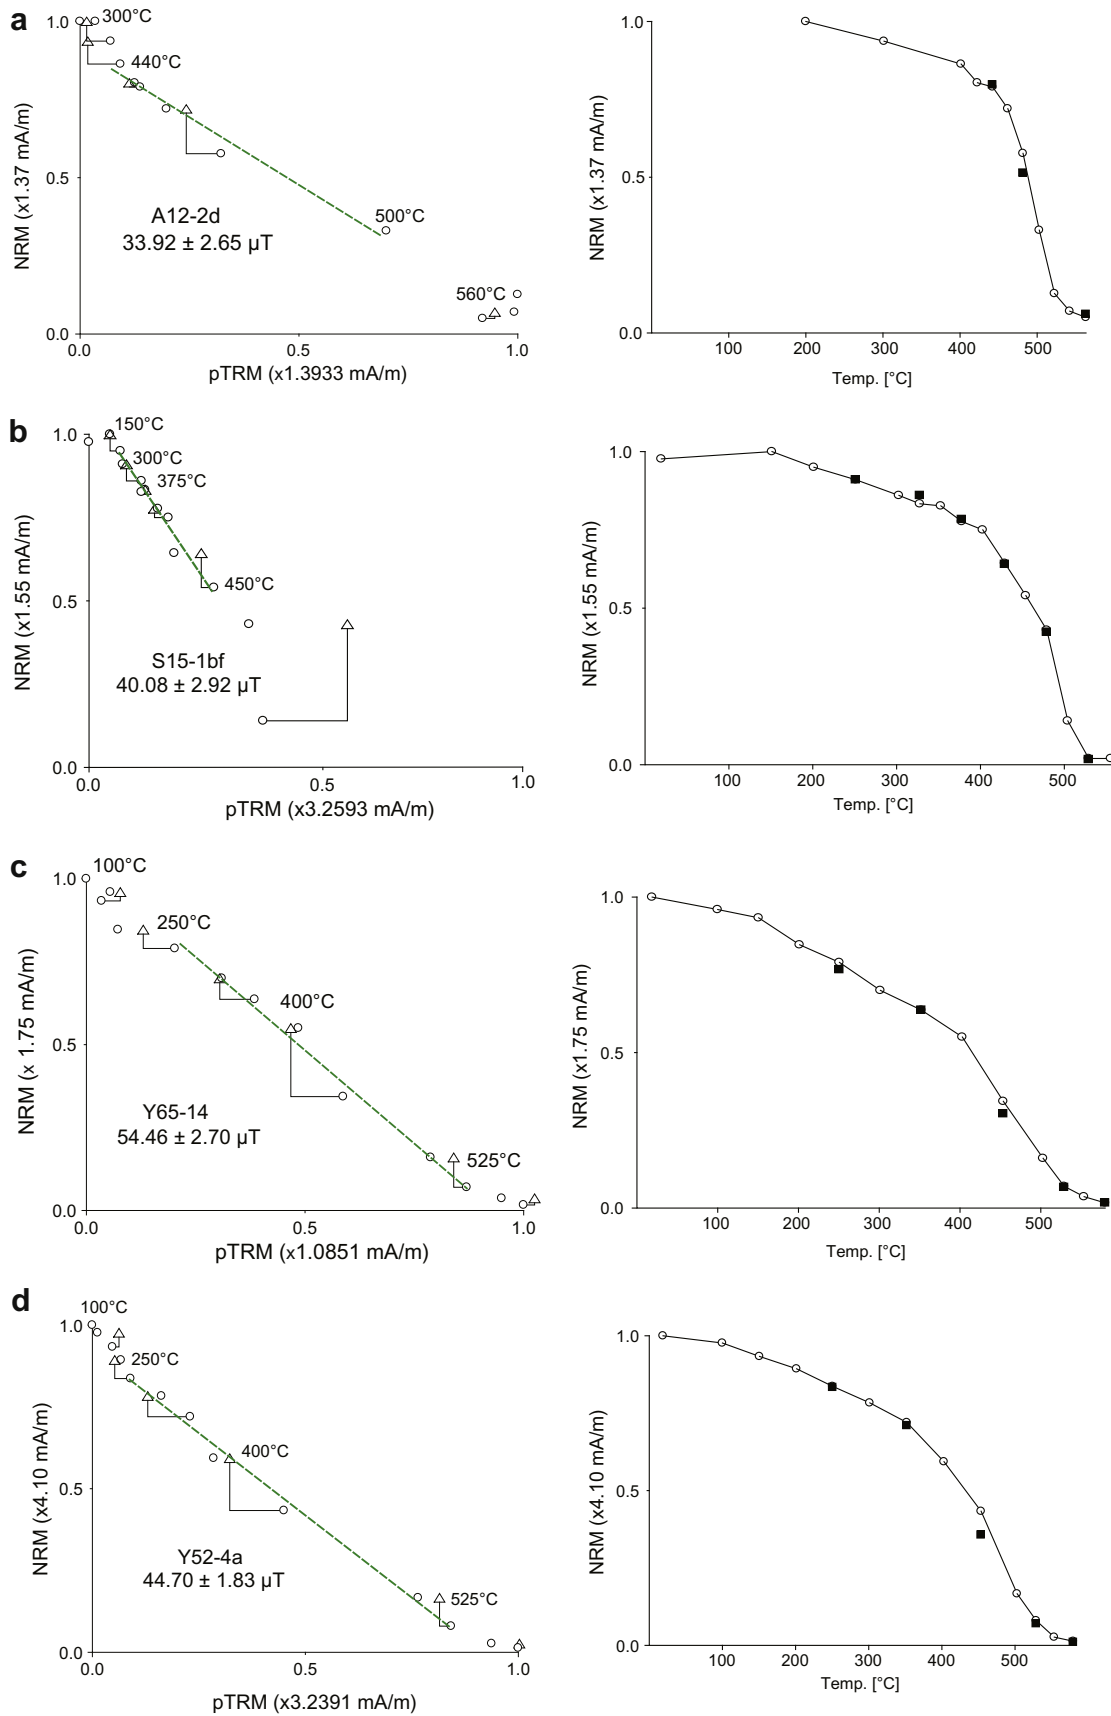 a
1.0
300°C
440°C
0.5
500°C
560°C
0.0
0.0
0.5
1.0
NRM (x1.37 mA/m)
pTRM (x1.3933 mA/m)
A12-2d
33.92 ± 2.65 µT
1.0
0.5
0.0
100
200
300
400
500
NRM (x1.37 mA/m)
Temp. [°C]
b
1.0
150°C
300°C
375°C
450°C
0.5
0.0
0.0
0.5
1.0
NRM (x1.55 mA/m)
pTRM (x3.2593 mA/m)
S15-1bf
40.08 ± 2.92 µT
1.0
0.5
0.0
100
200
300
400
500
NRM (x1.55 mA/m)
Temp. [°C]
c
100°C
1.0
250°C
400°C
0.5
525°C
0.0
0
0.5
1.0
NRM (x 1.75 mA/m)
pTRM (x1.0851 mA/m)
Y65-14
54.46 ± 2.70 µT
1.0
0.5
0.0
100
200
300
400
500
NRM (x1.75 mA/m)
Temp. [°C]
d
100°C
1.0
250°C
400°C
0.5
525°C
0.0
0.0
0.5
1.0
NRM (x4.10 mA/m)
pTRM (x3.2391 mA/m)
Y52-4a
44.70 ± 1.83 µT
1.0
0.5
0.0
100
200
300
400
500
NRM (x4.10 mA/m)
Temp. [°C]